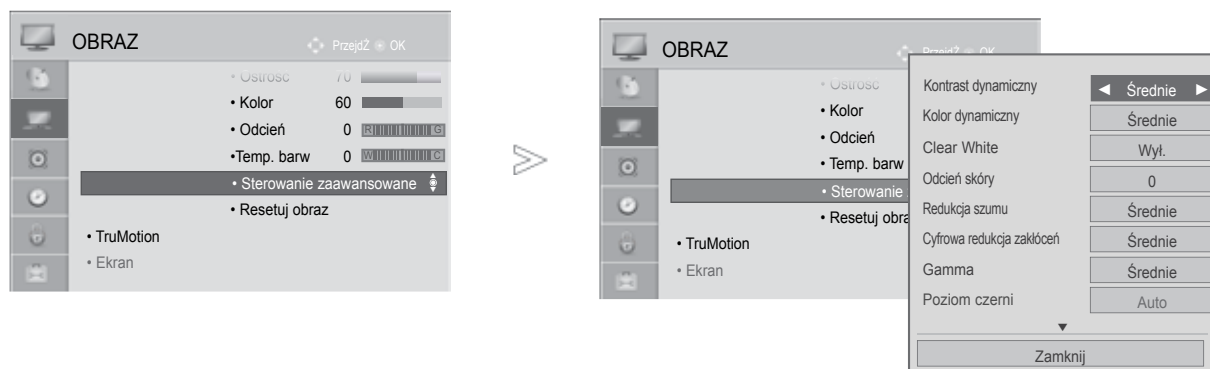 OBRAZ
PrzejdŹ OK
• Ostrość 70
• Kolor 60
• Odcień 0 R G
•Temp. barw 0 W C
• Sterowanie zaawansowane
• Resetuj obraz
• TruMotion
• Ekran
OBRAZ
PrzejdŹ OK
• Ostrość
• Kolor
• Odcień
• Temp. barw
• Sterowanie
• Resetuj obra
• TruMotion
• Ekran
Kontrast dynamiczny ◄ Średnie ►
Kolor dynamiczny Średnie
Clear White Wył.
Odcień skóry 0
Redukcja szumu Średnie
Cyfrowa redukcja zakłóceń Średnie
Gamma Średnie
Poziom czerni Auto
▼
Zamknij